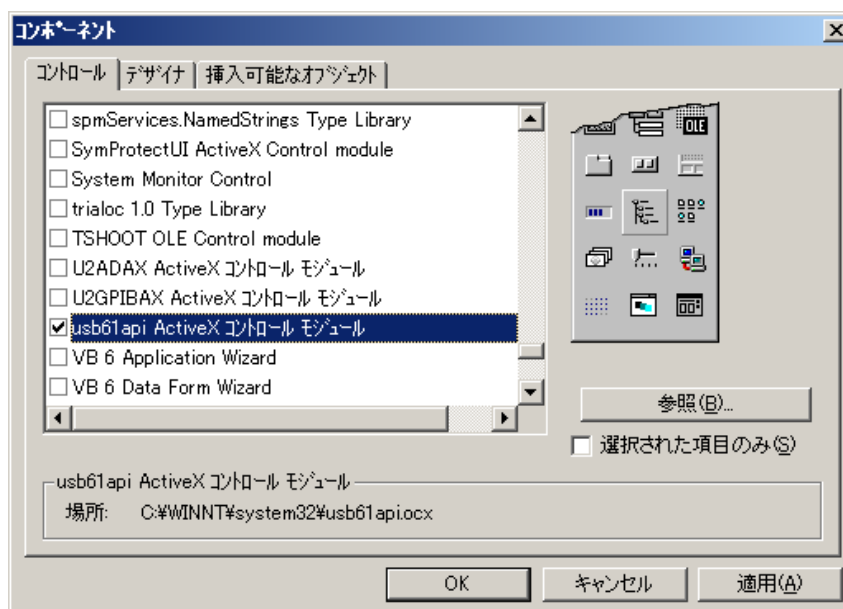 コンポーネント
コントロール デザイナ 挿入可能なオブジェクト
spmServices.NamedStrings Type Library
SymProtectUI ActiveX Control module
System Monitor Control
trialoc 1.0 Type Library
TSHOOT OLE Control module
U2ADAX ActiveX コントロール モジュール
U2GPIBAX ActiveX コントロール モジュール
usb61api ActiveX コントロール モジュール
VB 6 Application Wizard
VB 6 Data Form Wizard
OLE
参照(B)...
選択された項目のみ(S)
usb61api ActiveX コントロール モジュール
場所: C:¥WINNT¥system32¥usb61api.ocx
OK キャンセル 適用(A)